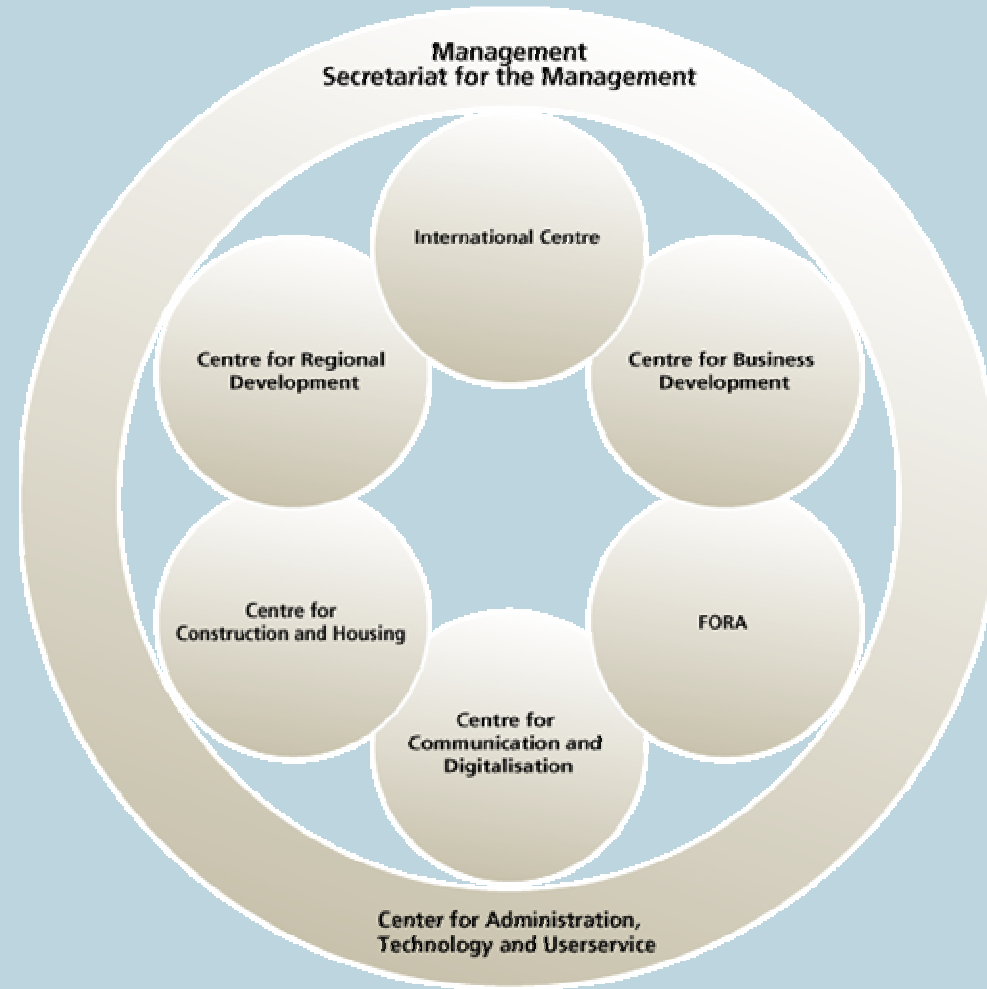 Management
Secretariat for the Management
International Centre
Centre for Regional
Development
Centre for Business
Development
Centre for
Construction and Housing
FORA
Centre for
Communication and
Digitalisation
Center for Administration,
Technology and Userservice